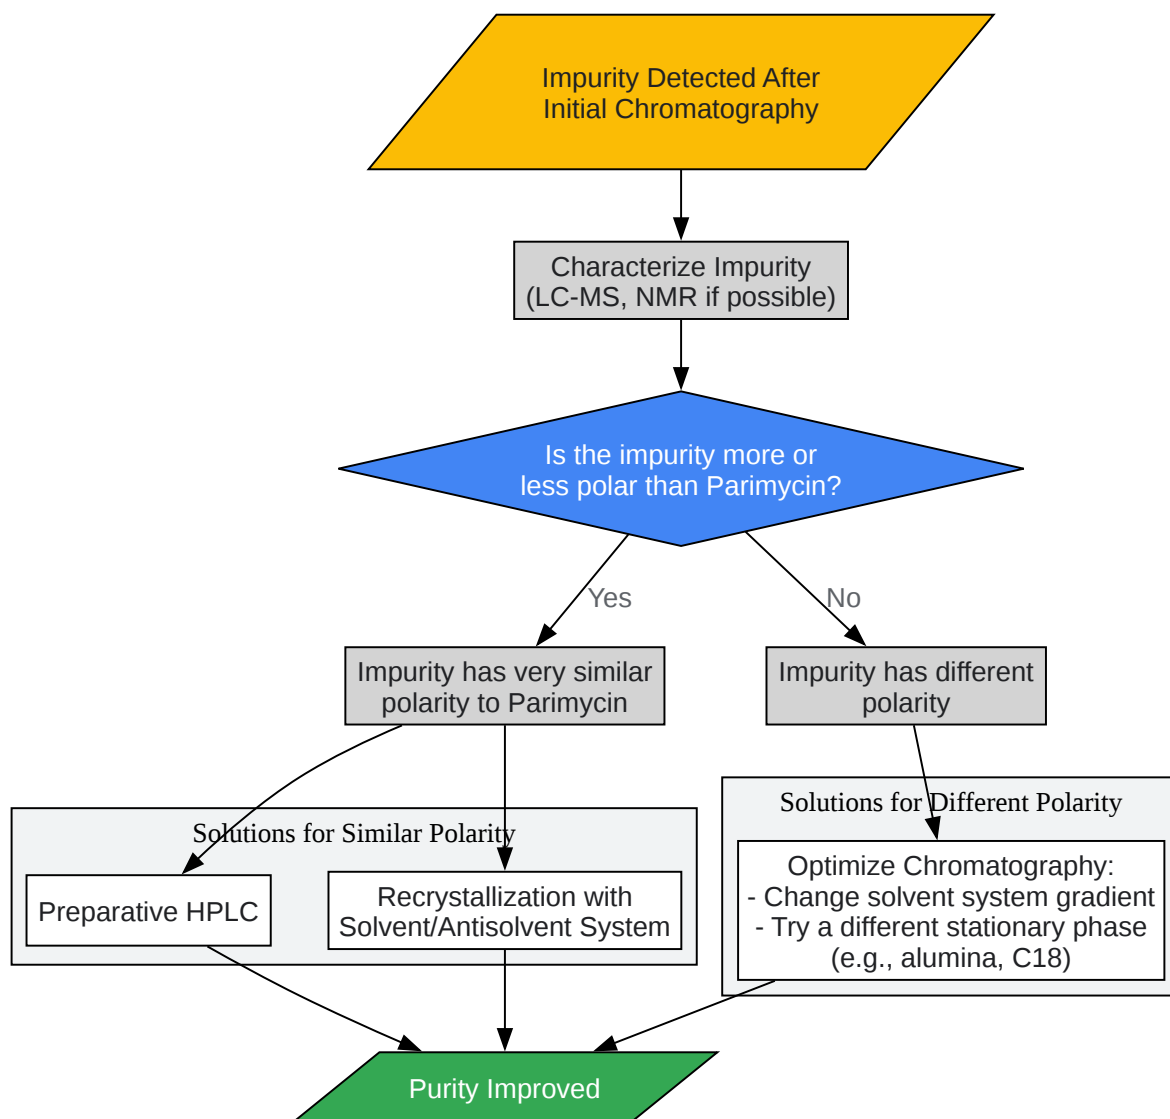 Impurity Detected After
Initial Chromatography
Characterize Impurity
(LC-MS, NMR if possible)
Is the impurity more or
less polar than Parimycin?
Yes
No
Impurity has very similar
polarity to Parimycin
Impurity has different
polarity
Solutions for Similar Polarity
Solutions for Different Polarity
Preparative HPLC
Recrystallization with
Solvent/Antisolvent System
Optimize Chromatography:
- Change solvent system gradient
- Try a different stationary phase
(e.g., alumina, C18)
Purity Improved